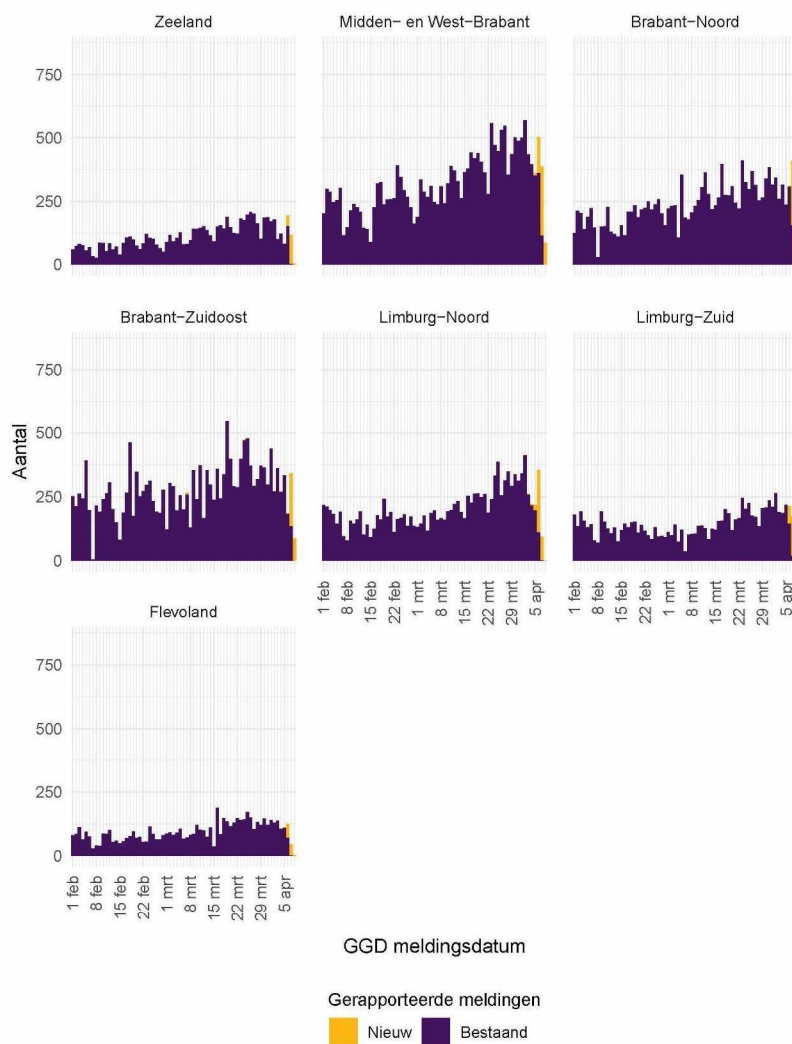 Zeeland
Midden- en West-Brabant
Brabant-Noord
750
500
250
0
Brabant-Zuidoost
Limburg-Noord
Limburg-Zuid
750
500
250
0
Aantal
1 feb
8 feb
15 feb
22 feb
1 mrt
8 mrt
15 mrt
22 mrt
29 mrt
5 apr
1 feb
8 feb
15 feb
22 feb
1 mrt
8 mrt
15 mrt
22 mrt
29 mrt
5 apr
Flevoland
750
500
250
0
1 feb
8 feb
15 feb
22 feb
1 mrt
8 mrt
15 mrt
22 mrt
29 mrt
5 apr
GGD meldingsdatum
Gerapporteerde meldingen
Nieuw Bestaand